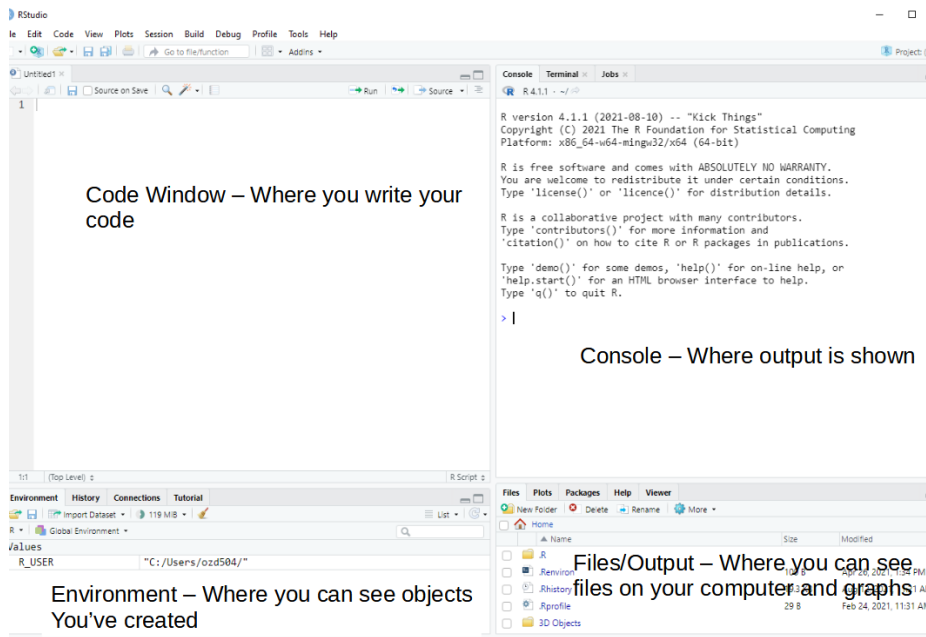 RStudio
le Edit Code View Plots Session Build Debug Profile Tools Help
Go to file/function Addins Project: (
Untitled1
Source on Save Run Source
1
Code Window – Where you write your
code
1:1 (Top Level) R Script
Console Terminal Jobs
R 4.1.1 · ~/
R version 4.1.1 (2021-08-10) -- "Kick Things"
Copyright (C) 2021 The R Foundation for Statistical Computing
Platform: x86_64-w64-mingw32/x64 (64-bit)
R is free software and comes with ABSOLUTELY NO WARRANTY.
You are welcome to redistribute it under certain conditions.
Type 'license()' or 'licence()' for distribution details.
R is a collaborative project with many contributors.
Type 'contributors()' for more information and
'citation()' on how to cite R or R packages in publications.
Type 'demo()' for some demos, 'help()' for on-line help, or
'help.start()' for an HTML browser interface to help.
Type 'q()' to quit R.
>
Console – Where output is shown
Environment History Connections Tutorial
Import Dataset 119 MiB List
R Global Environment
Values
R_USER "C:/Users/ozd504/"
Environment – Where you can see objects
You've created
Files Plots Packages Help Viewer
New Folder Delete Rename More
Home
Name Size Modified
.R
.Renviron Apr 26, 2021, 1:34 PM
.Rhistory
.Rprofile 29 B Feb 24, 2021, 11:31 AM
3D Objects
Files/Output – Where you can see
files on your computer and graphs